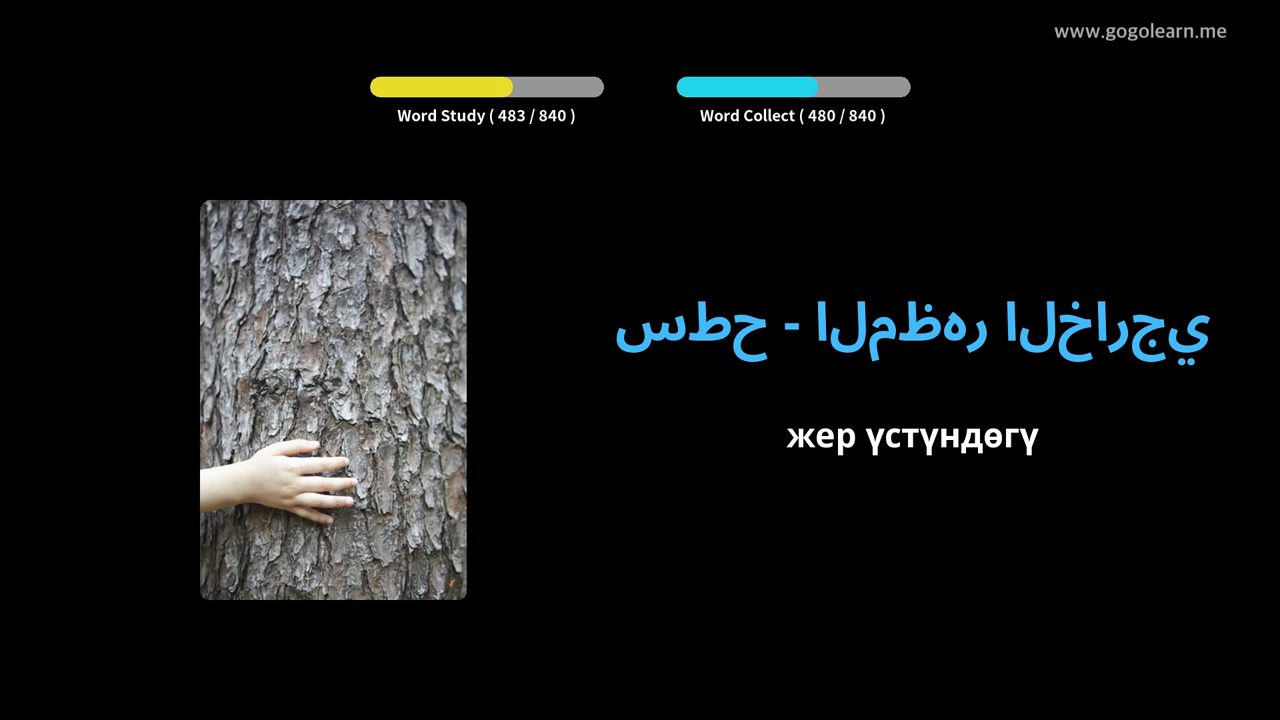 www.gogolearn.me
Word Study ( 483 / 840 )
Word Collect ( 480 / 840 )
سطح - المظهر الخارجي
жер үстүндөгү